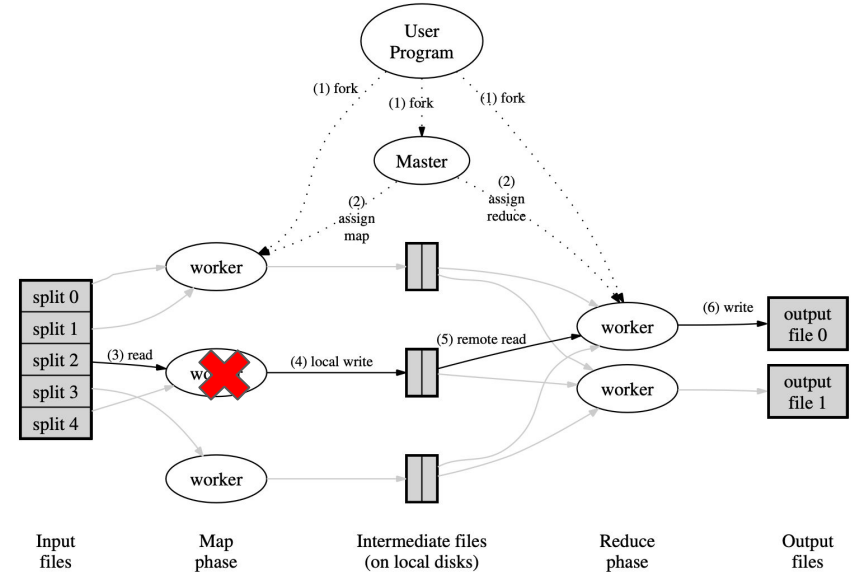 User
Program
(1) fork
(1) fork
(1) fork
Master
(2)
assign
map
(2)
assign
reduce
worker
split 0
split 1
split 2
split 3
split 4
(3) read
(4) local write
(5) remote read
worker
(6) write
output
file 0
worker
output
file 1
worker
Input
files
Map
phase
Intermediate files
(on local disks)
Reduce
phase
Output
files